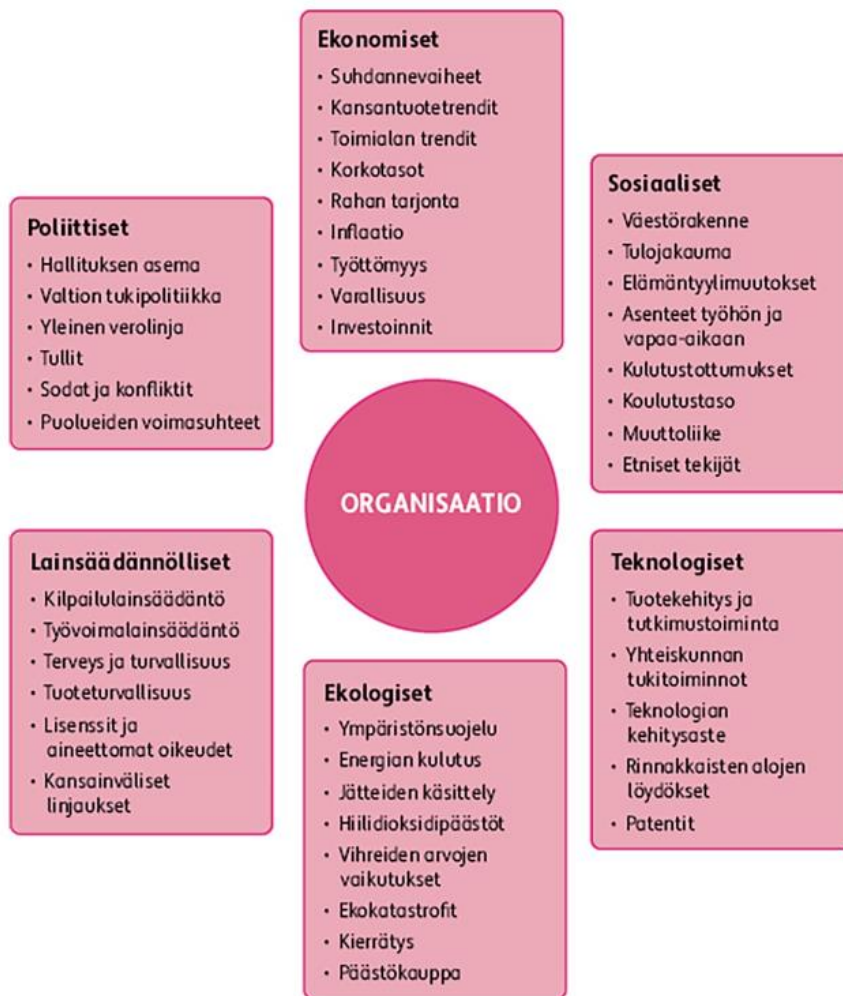 Ekonomiset
• Suhdannevaiheet
• Kansantuotetrendit
• Toimialan trendit
• Korkotasot
• Rahan tarjonta
• Inflaatio
• Työttömyys
• Varallisuus
• Investoinnit
Poliittiset
• Hallituksen asema
• Valtion tukipolitiikka
• Yleinen verolinja
• Tullit
• Sodat ja konfliktit
• Puolueiden voimasuhteet
Sosiaaliset
• Väestörakenne
• Tulojakauma
• Elämäntyylimuutokset
• Asenteet työhön ja
vapaa-aikaan
• Kulutustottumukset
• Koulutustaso
• Muuttoliike
• Etniset tekijät
ORGANISAATIO
Lainsäädännölliset
• Kilpailulainsäädäntö
• Työvoimalainsäädäntö
• Terveys ja turvallisuus
• Tuoteturvallisuus
• Lisenssit ja
aineettomat oikeudet
• Kansainväliset
linjaukset
Ekologiset
• Ympäristönsuojelu
• Energian kulutus
• Jätteiden käsittely
• Hiilidioksidipäästöt
• Vihreiden arvojen
vaikutukset
• Ekokatastrofit
• Kierrätys
• Päästökauppa
Teknologiset
• Tuotekehitys ja
tutkimustoiminta
• Yhteiskunnan
tukitoiminnot
• Teknologian
kehitysaste
• Rinnakkaisten alojen
löydökset
• Patentit